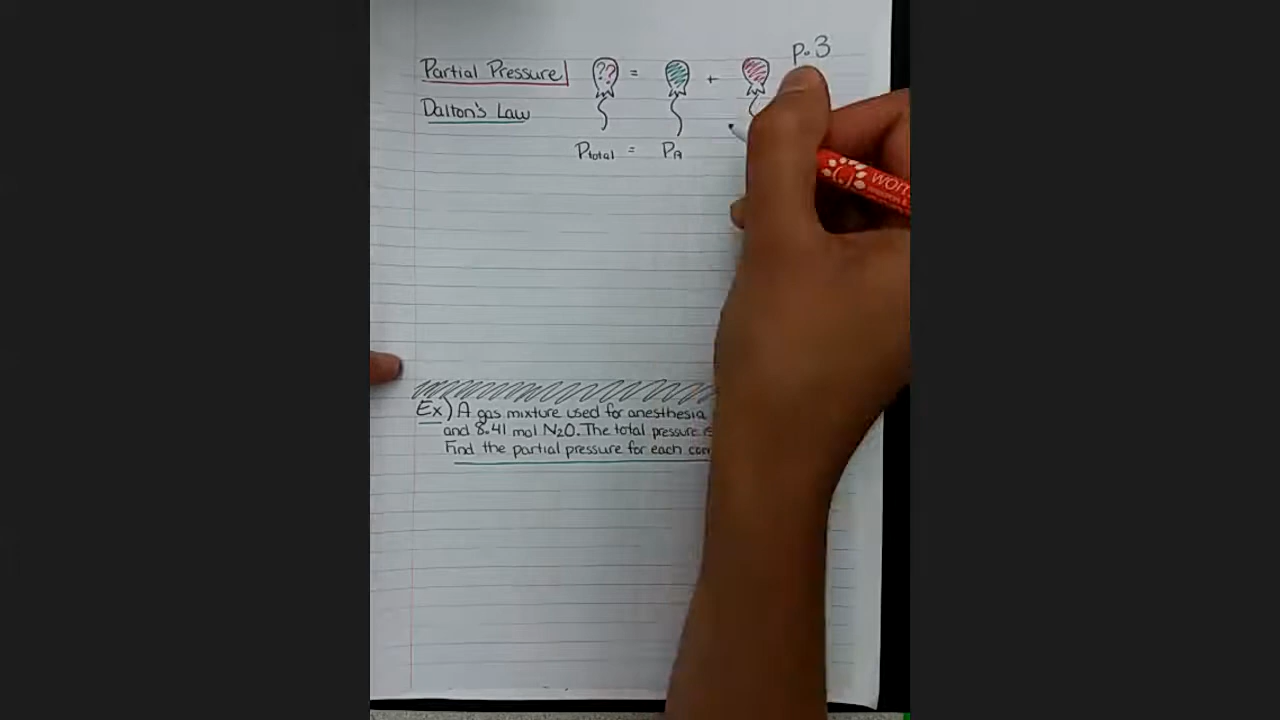 p.3
Partial Pressure ?? = +
Dalton's Law
Ptotal = PA
Ex) A gas mixture used for anesthesia
and 8.41 mol N2O. The total pressure is
Find the partial pressure for each